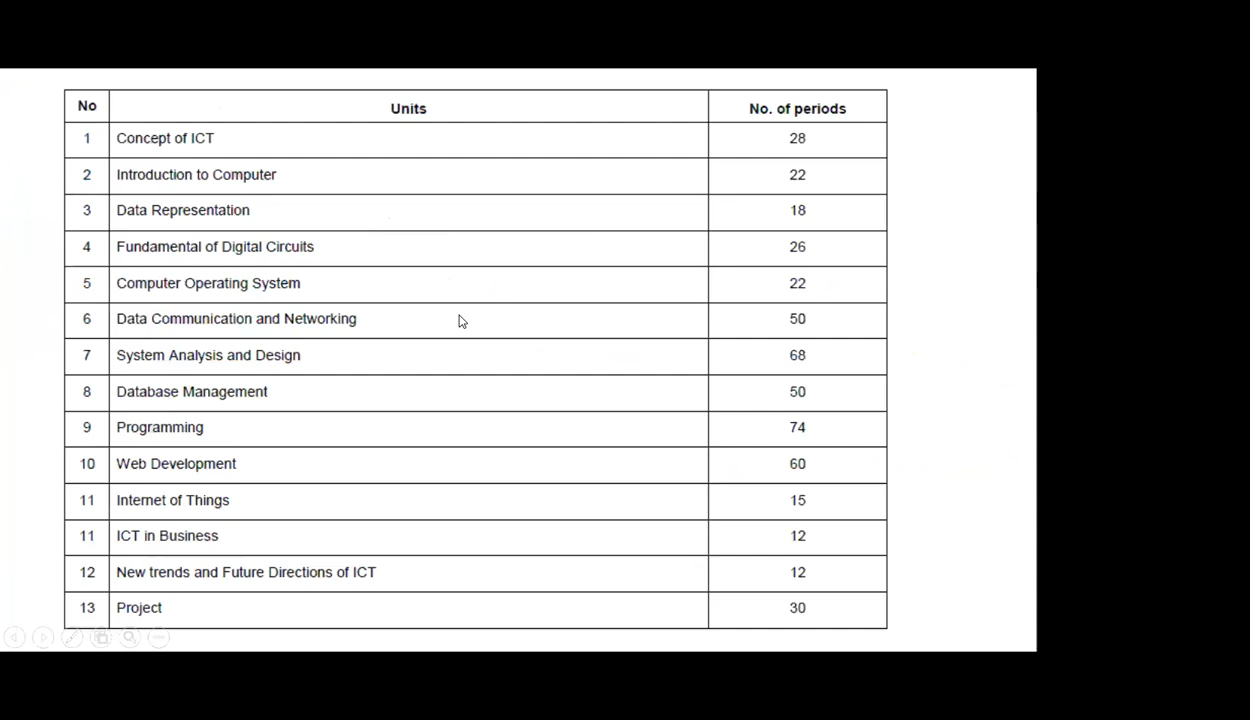 No Units No. of periods
1 Concept of ICT 28
2 Introduction to Computer 22
3 Data Representation 18
4 Fundamental of Digital Circuits 26
5 Computer Operating System 22
6 Data Communication and Networking 50
7 System Analysis and Design 68
8 Database Management 50
9 Programming 74
10 Web Development 60
11 Internet of Things 15
11 ICT in Business 12
12 New trends and Future Directions of ICT 12
13 Project 30